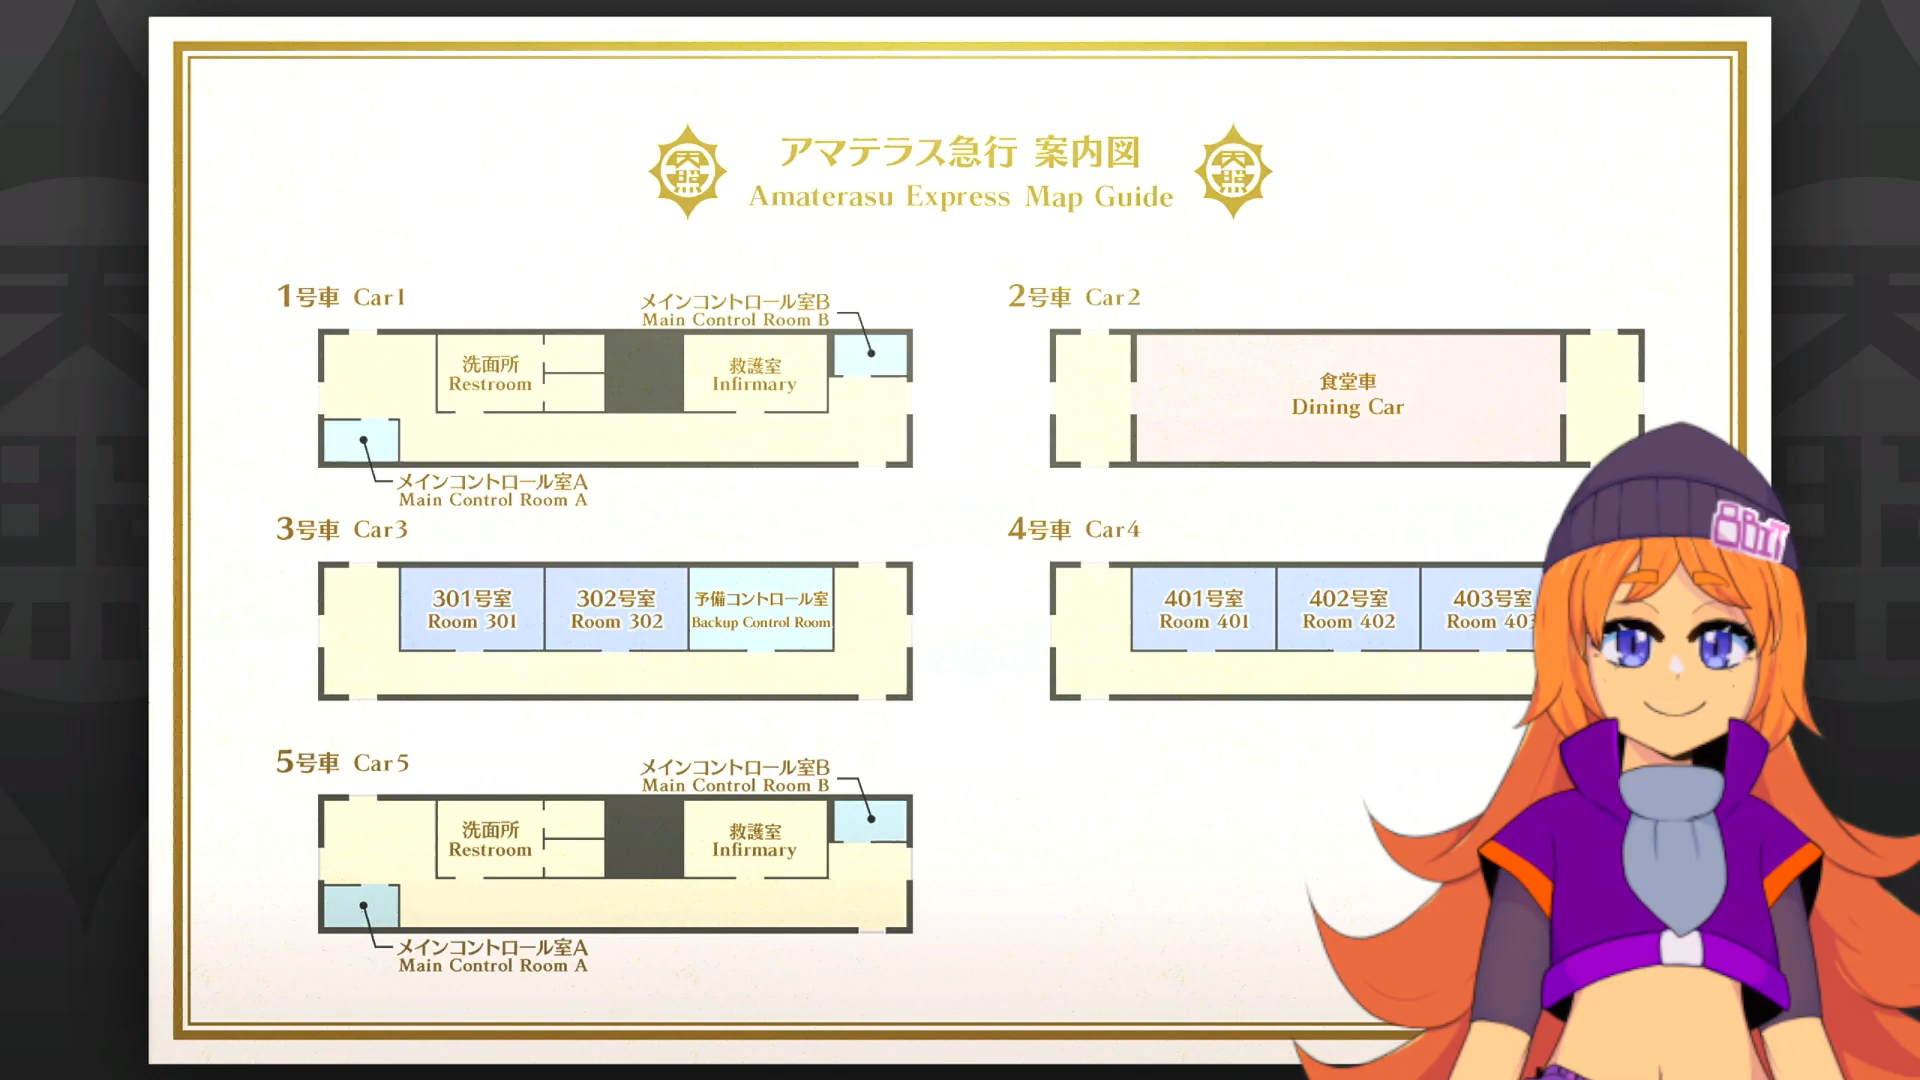 アマテラス急行 案内図
Amaterasu Express Map Guide
天照
天照
1号車 Car1
メインコントロール室B
Main Control Room B
洗面所
Restroom
救護室
Infirmary
メインコントロール室A
Main Control Room A
2号車 Car2
食堂車
Dining Car
3号車 Car3
301号室
Room 301
302号室
Room 302
予備コントロール室
Backup Control Room
4号車 Car4
401号室
Room 401
402号室
Room 402
403号室
Room 403
5号車 Car5
メインコントロール室B
Main Control Room B
洗面所
Restroom
救護室
Infirmary
メインコントロール室A
Main Control Room A
8BIT